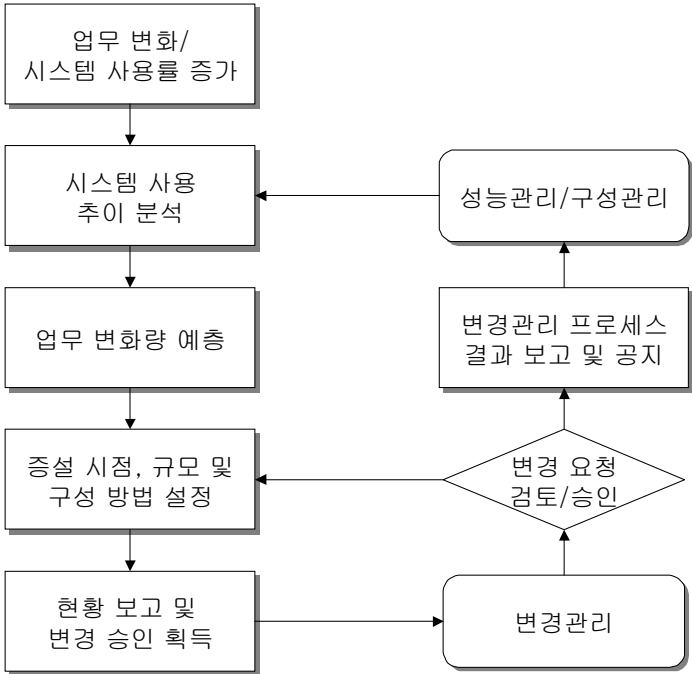 업무 변화/
시스템 사용률 증가
시스템 사용
추이 분석
성능관리/구성관리
업무 변화량 예층
변경관리 프로세스
결과 보고 및 공지
증설 시점, 규모 및
구성 방법 설정
변경 요청
검토/승인
현황 보고 및
변경 승인 획득
변경관리